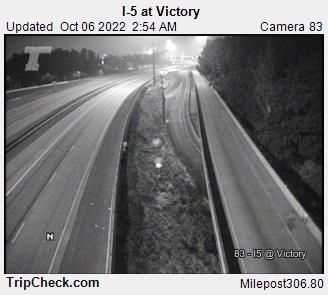 I-5 at Victory
Updated Oct 06 2022 2:54 AM Camera 83
T
N
83 - I5 @ Victory
TripCheck.com Milepost306.80